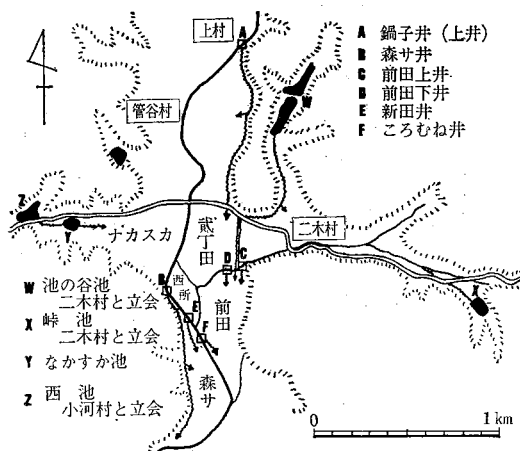 上村
A
A 鍋子井（上井）
B 森サ井
C 前田上井
B 前田下井
E 新田井
F ころむね井
W
管谷村
Z
Y
ナカスカ
弐丁田
二木村
D C
B
西所
E
前田
F
X
森サ
W 池の谷池
二木村と立会
X 峠池
二木村と立会
Y なかすか池
Z 西池
小河村と立会
0 1km